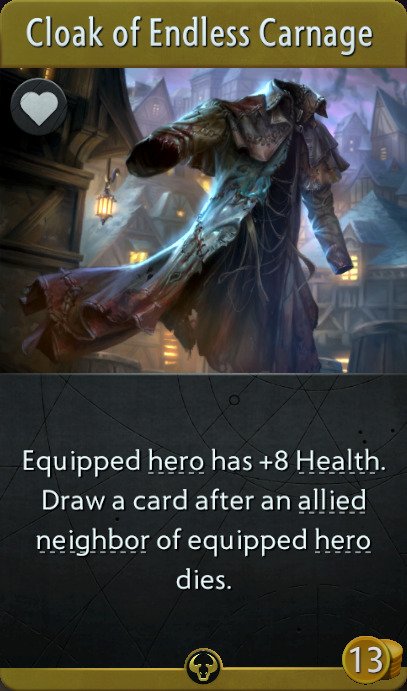 Cloak of Endless Carnage
Equipped hero has +8 Health.
Draw a card after an allied
neighbor of equipped hero
dies.
13